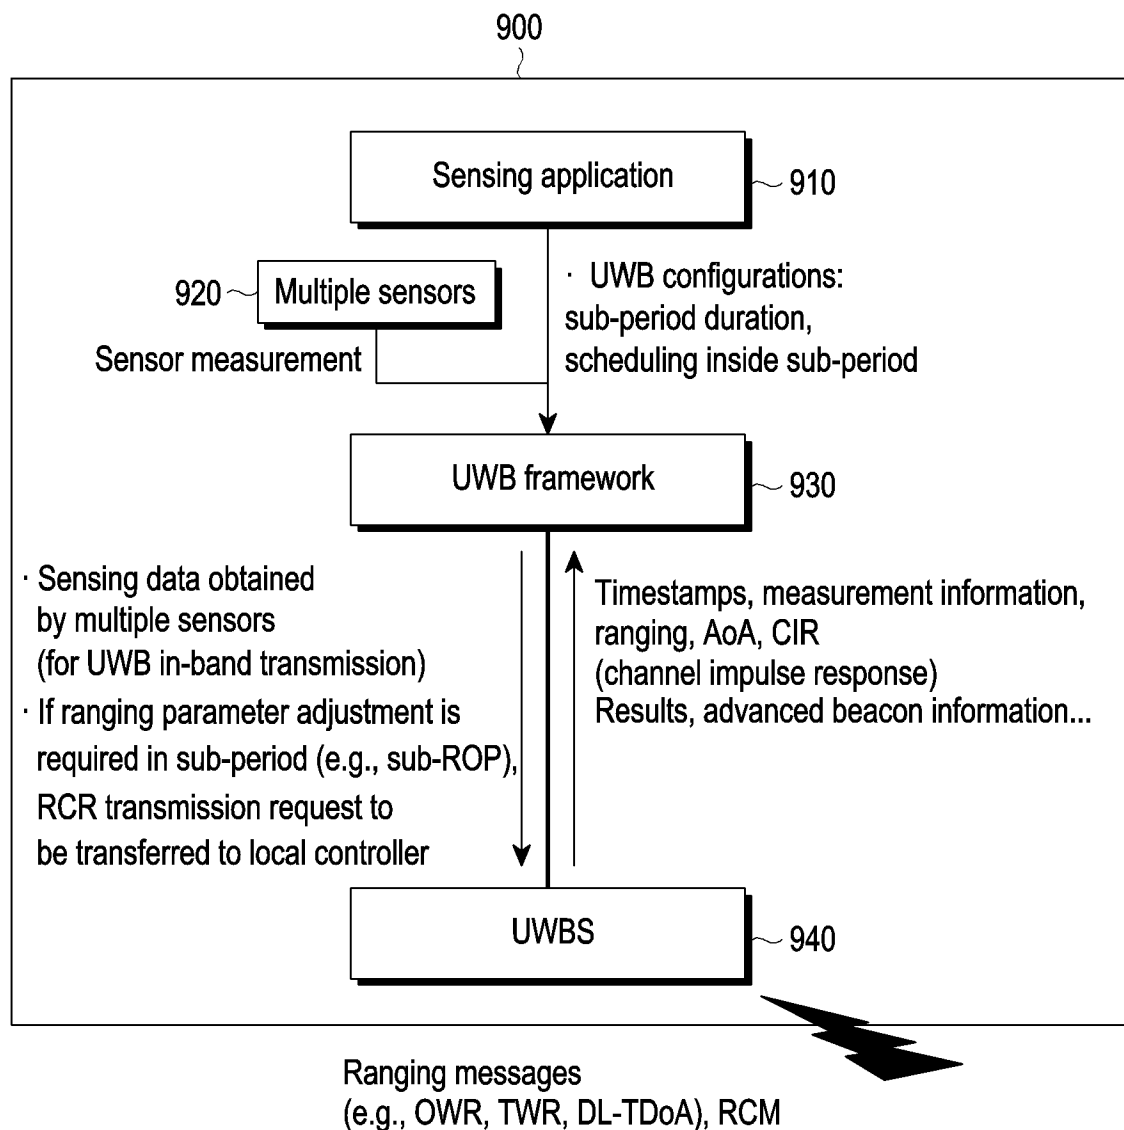 900
Sensing application
910
920
Multiple sensors
Sensor measurement
· UWB configurations:
sub-period duration,
scheduling inside sub-period
UWB framework
930
· Sensing data obtained
by multiple sensors
(for UWB in-band transmission)
· If ranging parameter adjustment is
required in sub-period (e.g., sub-ROP),
RCR transmission request to
be transferred to local controller
Timestamps, measurement information,
ranging, AoA, CIR
(channel impulse response)
Results, advanced beacon information...
UWBS
940
Ranging messages
(e.g., OWR, TWR, DL-TDoA), RCM